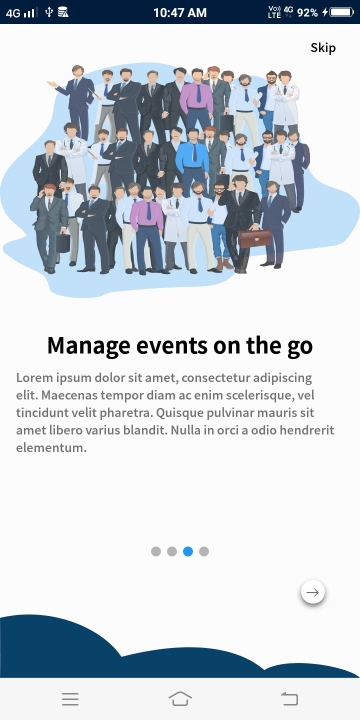 4G 10:47 AM Vo) LTE 4G 92%
Skip
Manage events on the go
Lorem ipsum dolor sit amet, consectetur adipiscing
elit. Maecenas tempor diam ac enim scelerisque, vel
tincidunt velit pharetra. Quisque pulvinar mauris sit
amet libero varius blandit. Nulla in orci a odio hendrerit
elementum.